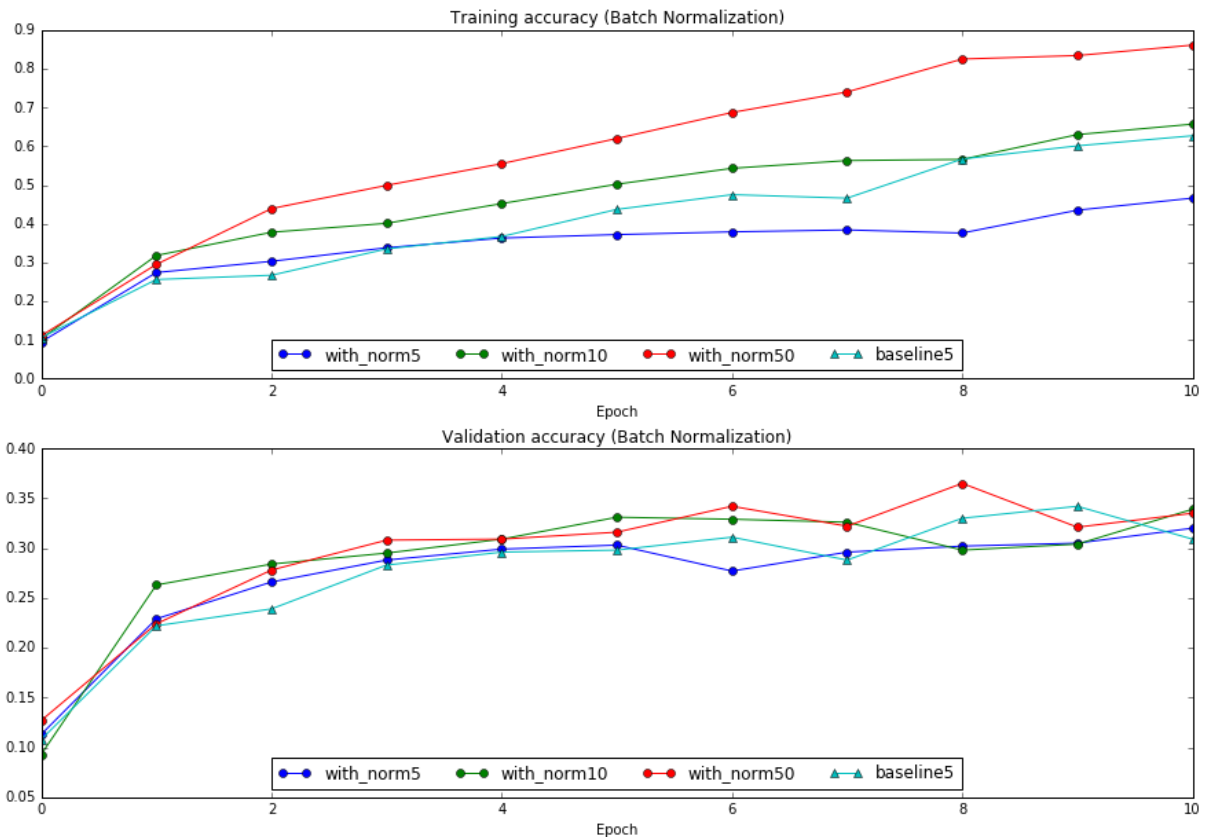 Training accuracy (Batch Normalization)
0.9
0.8
0.7
0.6
0.5
0.4
0.3
0.2
0.1
0.0
with_norm5 with_norm10 with_norm50 baseline5
0 2 4 6 8 10
Epoch
Validation accuracy (Batch Normalization)
0.40
0.35
0.30
0.25
0.20
0.15
0.10
0.05
with_norm5 with_norm10 with_norm50 baseline5
0 2 4 6 8 10
Epoch